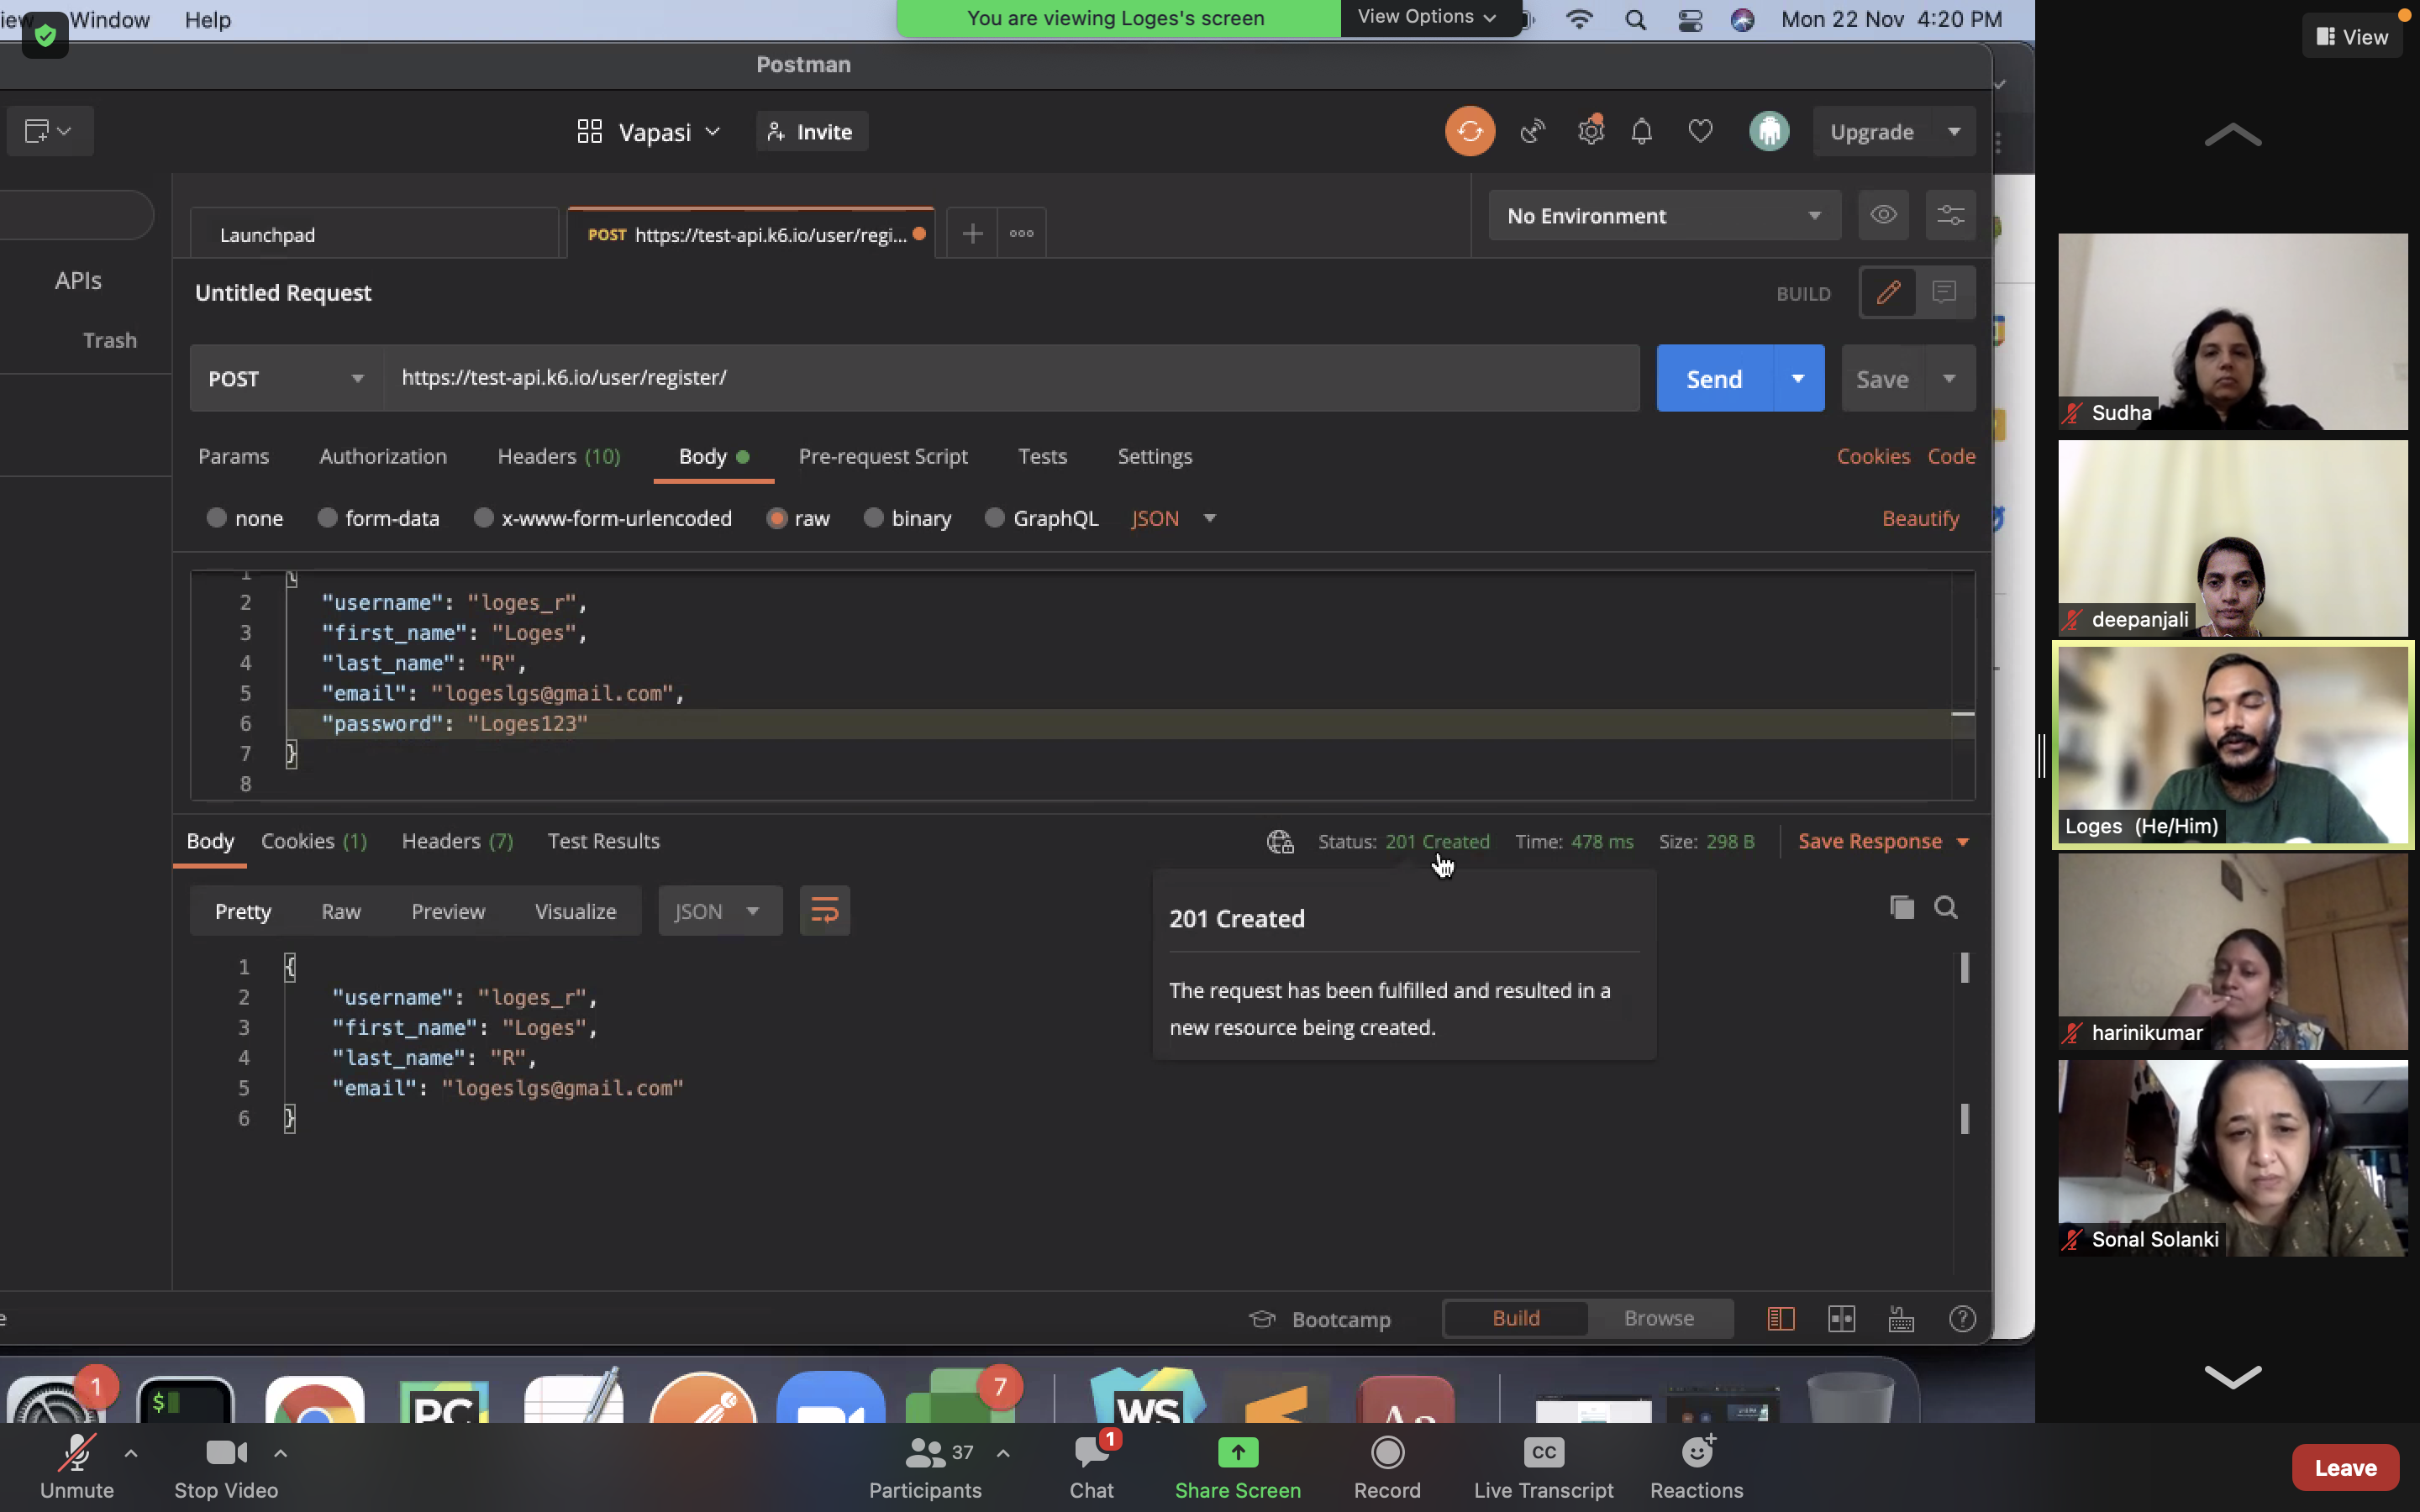 Window Help
You are viewing Loges's screen View Options
Mon 22 Nov 4:20 PM
View
Postman
Vapasi Invite Upgrade
Launchpad
POST https://test-api.k6.io/user/regi...
No Environment
APIs
Trash
Untitled Request
BUILD
POST https://test-api.k6.io/user/register/
Send Save
Params Authorization Headers (10) Body Pre-request Script Tests Settings Cookies Code
none form-data x-www-form-urlencoded raw binary GraphQL JSON Beautify
1 {
2 "username": "loges_r",
3 "first_name": "Loges",
4 "last_name": "R",
5 "email": "logeslgs@gmail.com",
6 "password": "Loges123"
7 }
8
Body Cookies (1) Headers (7) Test Results Status: 201 Created Time: 478 ms Size: 298 B Save Response
Pretty Raw Preview Visualize JSON
201 Created
The request has been fulfilled and resulted in a
new resource being created.
1 {
2 "username": "loges_r",
3 "first_name": "Loges",
4 "last_name": "R",
5 "email": "logeslgs@gmail.com"
6 }
Bootcamp Build Browse
Sudha
deepanjali
Loges (He/Him)
harinikumar
Sonal Solanki
1
$
PC
7
WS
Aa
Unmute
Stop Video
37
Participants
1
Chat
Share Screen
Record
CC
Live Transcript
Reactions
Leave